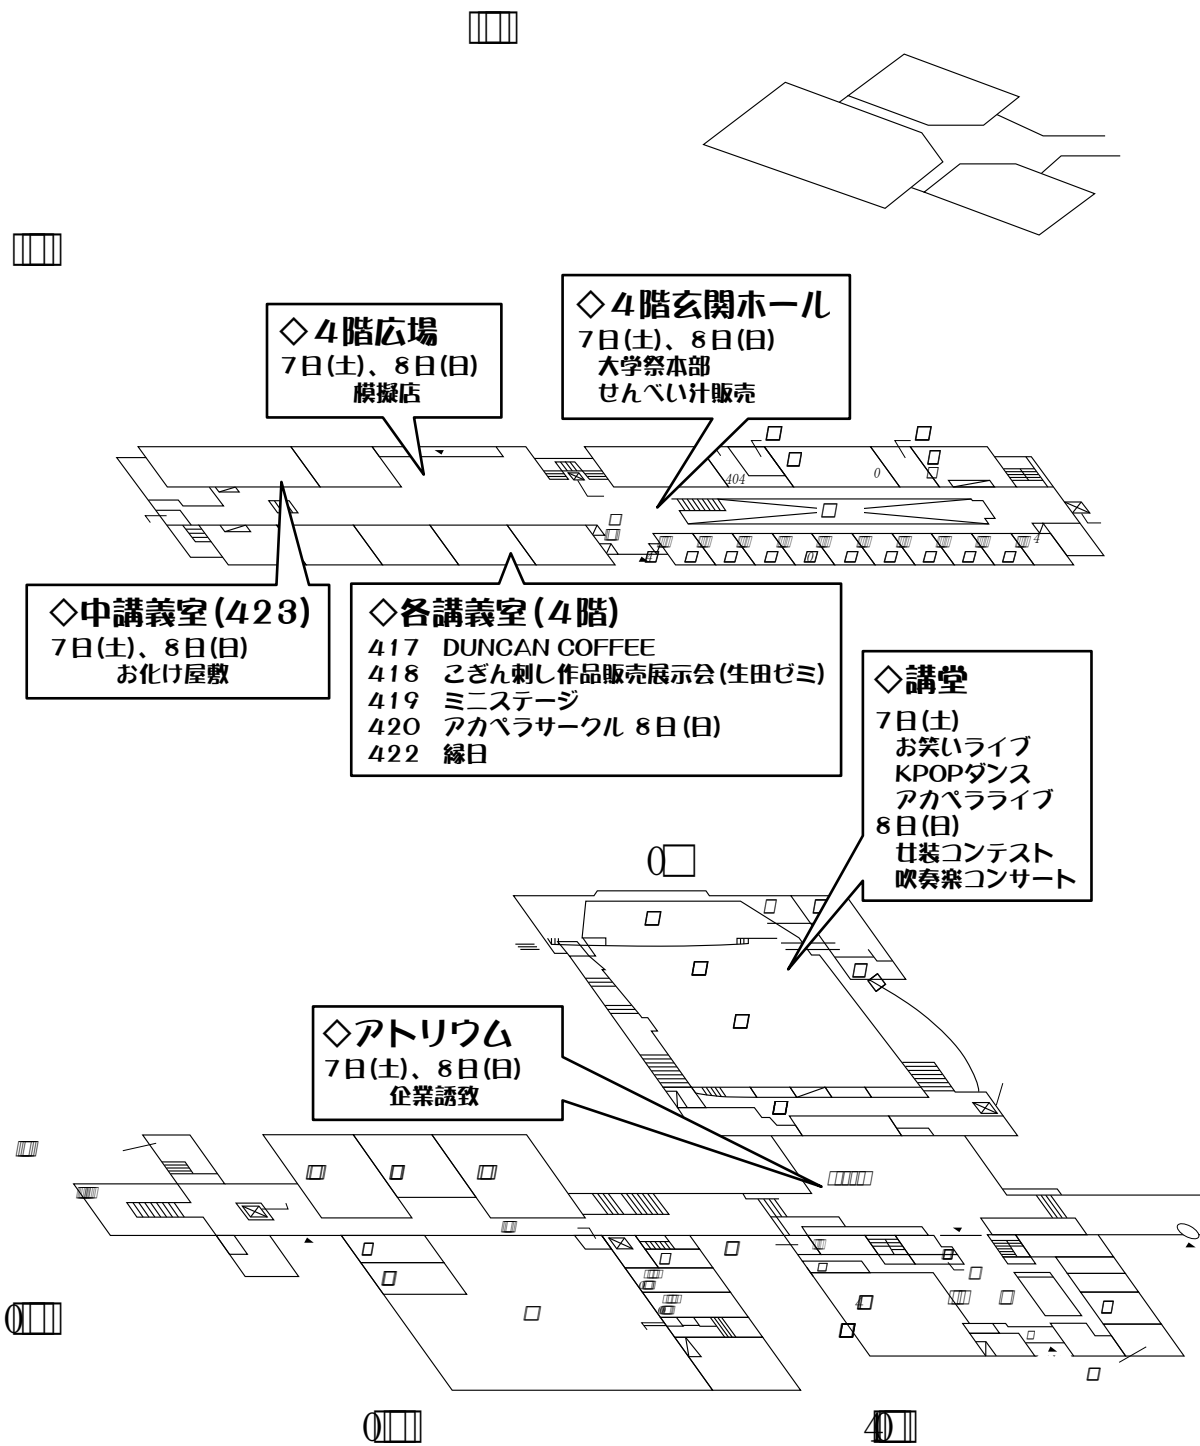 ◇4階広場
7日(土)、8日(日)
模擬店
◇4階玄関ホール
7日(土)、8日(日)
大学祭本部
せんべい汁販売
404
0
4
◇中講義室(423)
7日(土)、8日(日)
お化け屋敷
◇各講義室(4階)
417 DUNCAN COFFEE
418 こぎん刺し作品販売展示会(生田ゼミ)
419 ミニステージ
420 アカペラサークル 8日(日)
422 縁日
◇講堂
7日(土)
お笑いライブ
KPOPダンス
アカペラライブ
8日(日)
女装コンテスト
吹奏楽コンサート
0
◇アトリウム
7日(土)、8日(日)
企業誘致
4
0
0
40